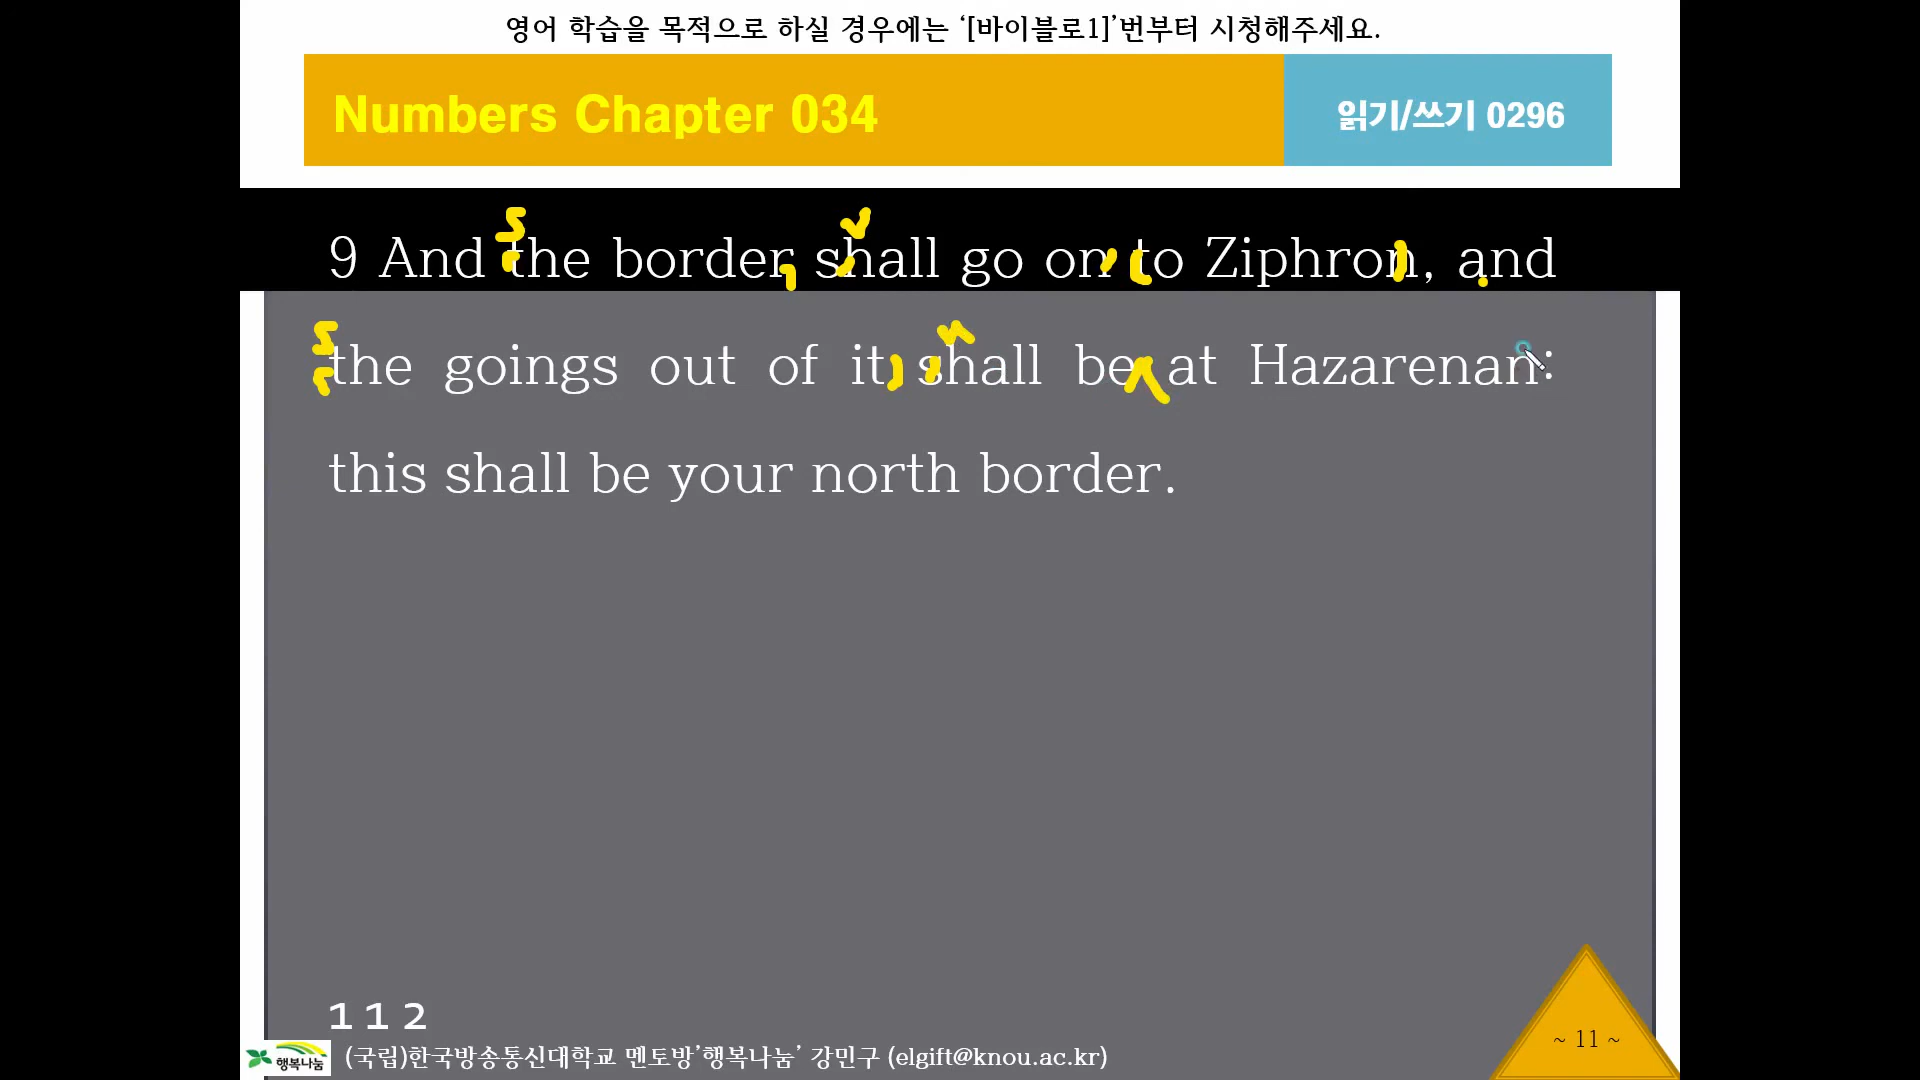 영어 학습을 목적으로 하실 경우에는 ‘[바이블로1]’번부터 시청해주세요.
Numbers Chapter 034
읽기/쓰기 0296
9 And the border shall go on to Ziphron, and
the goings out of it shall be at Hazarenan:
this shall be your north border.
112
행복나눔
(국립)한국방송통신대학교 멘토방’행복나눔’ 강민구 (elgift@knou.ac.kr)
~ 11 ~